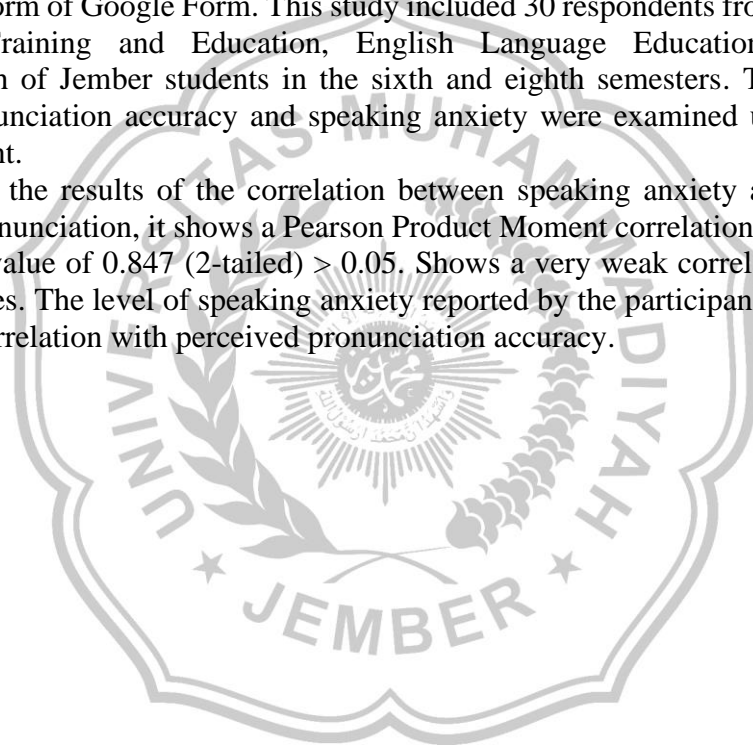 orm of Google Form. This study included 30 respondents fro
Training and Education, English Language Education
n of Jember students in the sixth and eighth semesters. T
unciation accuracy and speaking anxiety were examined u
nt.
the results of the correlation between speaking anxiety a
nunciation, it shows a Pearson Product Moment correlation
value of 0.847 (2-tailed) > 0.05. Shows a very weak correl
es. The level of speaking anxiety reported by the participan
rrelation with perceived pronunciation accuracy.
UNIVERSITAS MUHAMMADIYAH
JEMBER